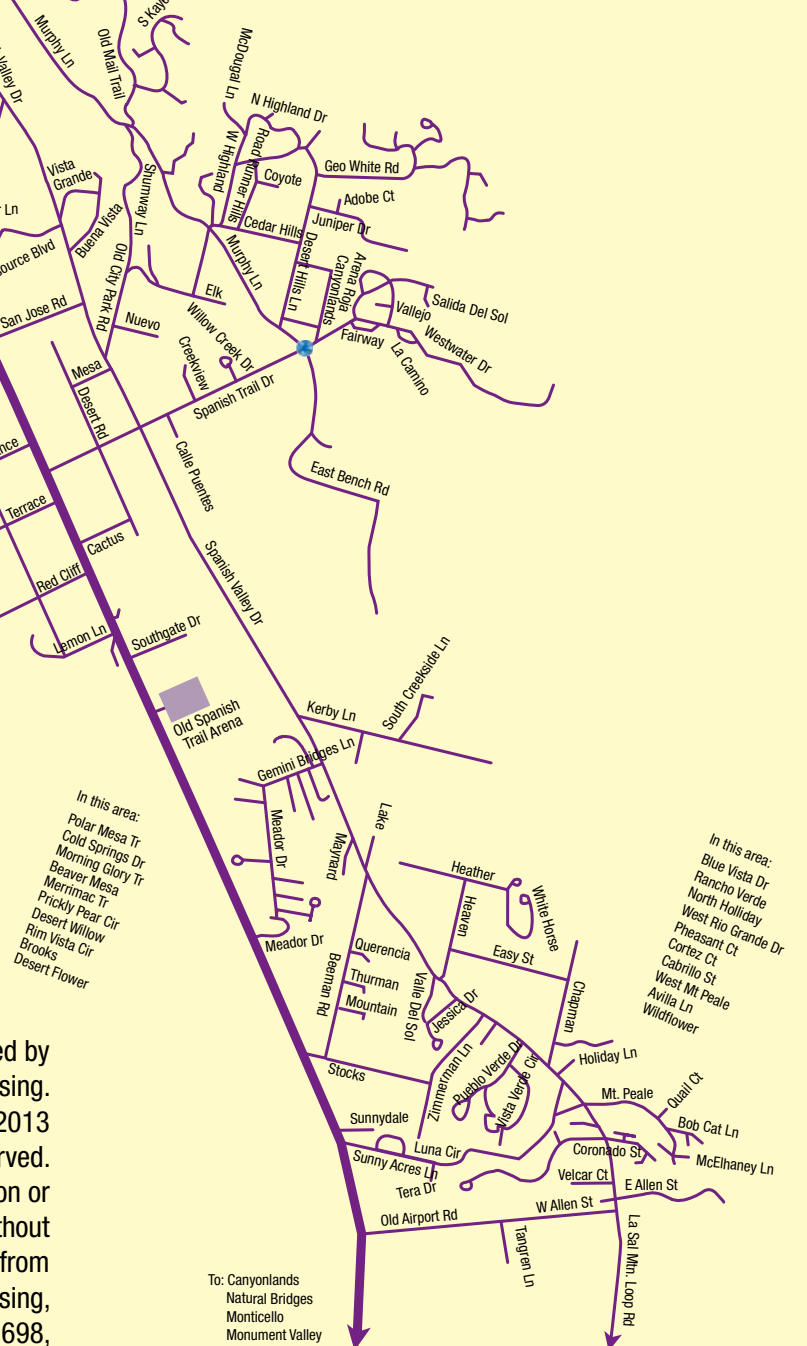 S Kaye
Murphy Ln
Old Mail Trail
Valley Dr
McDougal Ln
N Highland Dr
W Highland
Road Runner Hills
Coyote
Geo White Rd
Adobe Ct
Juniper Dr
Cedar Hills
Vista
Grande
Buena Vista
Shumway Ln
r Ln
ource Blvd
Old City Park Rd
Murphy Ln
Desert Hills Ln
Canyonlands
Arena Roja
Elk
San Jose Rd
Nuevo
Willow Creek Dr
Creekview
Vallejo
Salida Del Sol
Fairway
La Camino
Westwater Dr
Mesa
Desert Rd
Spanish Trail Dr
Calle Puentes
East Bench Rd
nce
Terrace
Cactus
Red Cliff
Spanish Valley Dr
Lemon Ln
Southgate Dr
Old Spanish
Trail Arena
Kerby Ln
South Creekside Ln
Gemini Bridges Ln
In this area:
Polar Mesa Tr
Cold Springs Dr
Morning Glory Tr
Beaver Mesa
Merrimac Tr
Prickly Pear Cir
Desert Willow
Rim Vista Cir
Brooks
Desert Flower
Meador Dr
Maynard
Lake
Heather
White Horse
Heaven
Easy St
In this area:
Blue Vista Dr
Rancho Verde
North Holliday
West Rio Grande Dr
Pheasant Ct
Cortez Ct
Cabrillo St
West Mt Peale
Avilla Ln
Wildflower
Meador Dr
Querencia
Thurman
Mountain
Beeman Rd
Valle Del Sol
Jessica Dr
Chapman
Stocks
Zimmerman Ln
Pueblo Verde Dr
Vista Verde Cir
Holiday Ln
Mt. Peale
Quail Ct
Bob Cat Ln
McElhaney Ln
Sunnydale
Luna Cir
Sunny Acres Ln
Tera Dr
Coronado St
Velcar Ct
E Allen St
W Allen St
Old Airport Rd
Tangren Ln
La Sal Mtn. Loop Rd
ed by
sing.
2013
rved.
on or
thout
from
sing,
698,
To: Canyonlands
Natural Bridges
Monticello
Monument Valley